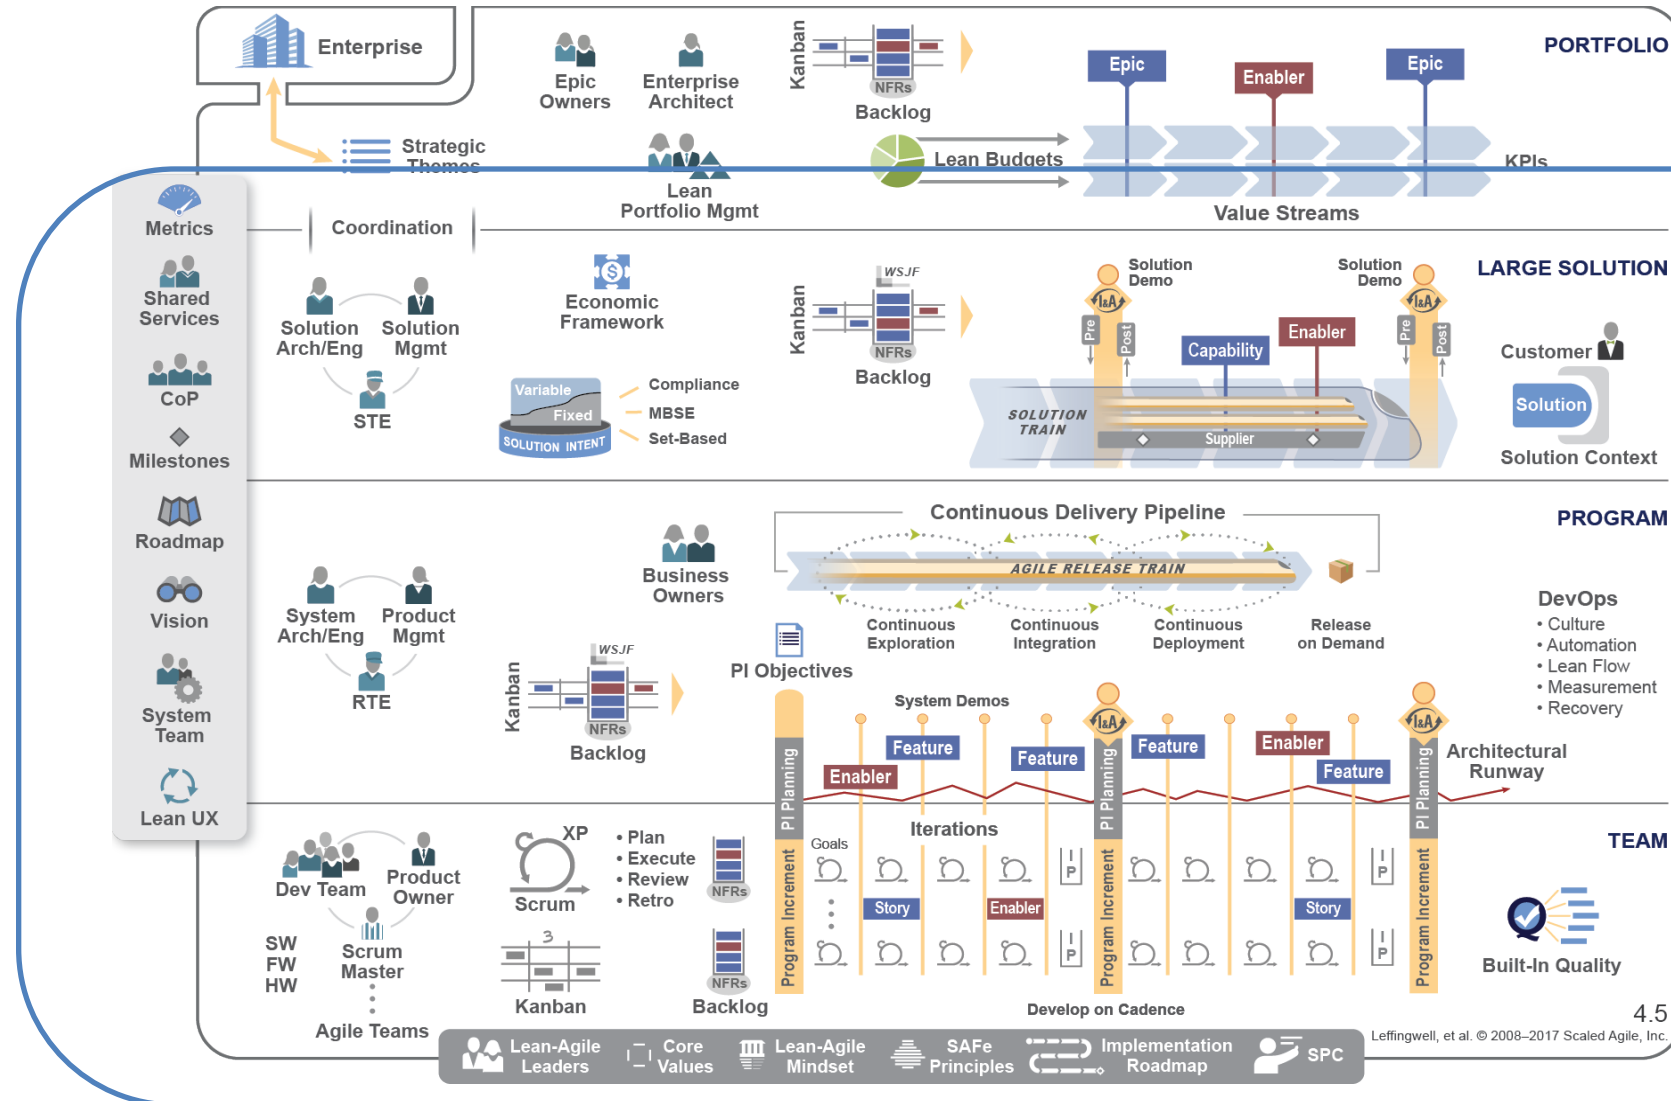 Enterprise
Epic
Owners
Enterprise
Architect
Kanban
NFRs
Backlog
Epic
Enabler
Epic
PORTFOLIO
Strategic
Themes
Lean
Portfolio Mgmt
Lean Budgets
KPIs
Value Streams
Metrics
Shared
Services
CoP
Milestones
Roadmap
Vision
System
Team
Lean UX
Coordination
Solution
Arch/Eng
Solution
Mgmt
STE
Economic
Framework
Variable
Fixed
SOLUTION INTENT
Compliance
MBSE
Set-Based
Kanban
WSJF
NFRs
Backlog
Solution
Demo
I&A
Pre
Post
Capability
Enabler
Solution
Demo
I&A
Pre
Post
SOLUTION
TRAIN
Supplier
LARGE SOLUTION
Customer
Solution
Solution Context
PROGRAM
System
Arch/Eng
Product
Mgmt
RTE
Business
Owners
Kanban
WSJF
NFRs
Backlog
PI Objectives
Continuous Delivery Pipeline
AGILE RELEASE TRAIN
Continuous
Exploration
Continuous
Integration
Continuous
Deployment
Release
on Demand
DevOps
• Culture
• Automation
• Lean Flow
• Measurement
• Recovery
System Demos
Enabler
Feature
Feature
I&A
Feature
Enabler
Feature
I&A
PI Planning
PI Planning
PI Planning
Architectural
Runway
TEAM
Dev Team
Product
Owner
Scrum
Master
SW
FW
HW
Agile Teams
XP
Scrum
• Plan
• Execute
• Review
• Retro
3
Kanban
NFRs
NFRs
Backlog
Program Increment
Goals
Iterations
Story
Enabler
I
P
I
P
Program Increment
Story
I
P
I
P
Program Increment
Develop on Cadence
Built-In Quality
4.5
Leffingwell, et al. © 2008–2017 Scaled Agile, Inc.
Lean-Agile
Leaders
Core
Values
Lean-Agile
Mindset
SAFe
Principles
Implementation
Roadmap
SPC